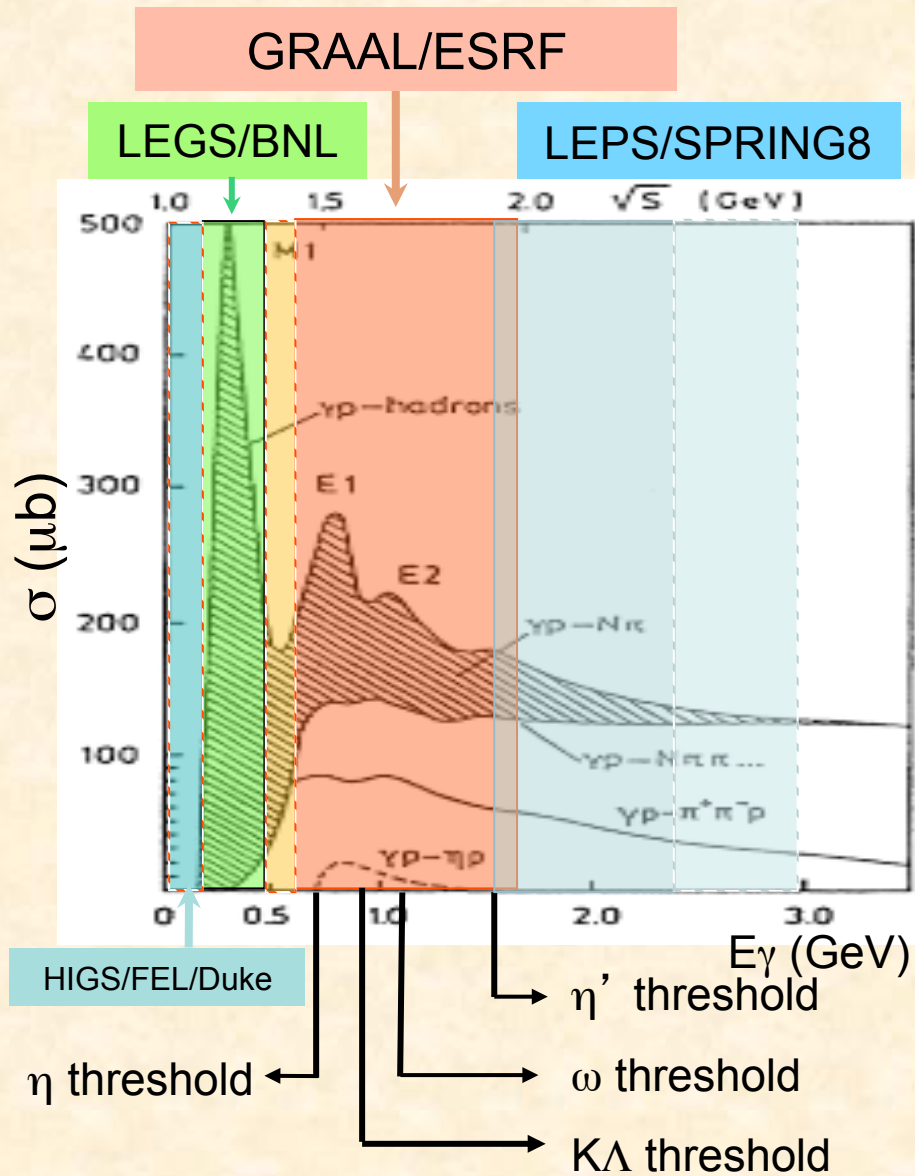 GRAAL/ESRF
LEGS/BNL
LEPS/SPRING8
1.0 1,5 2.0 √S [GeV]
500
M1
400
γp–hadrons
300
E1
E2
200
γp–Nπ
100
γp–Nππ...
γp–π⁺π⁻p
γp–ηp
σ (μb)
0 0.5 1.0 2.0 3.0
Eγ (GeV)
HIGS/FEL/Duke
η’ threshold
η threshold
ω threshold
KΛ threshold